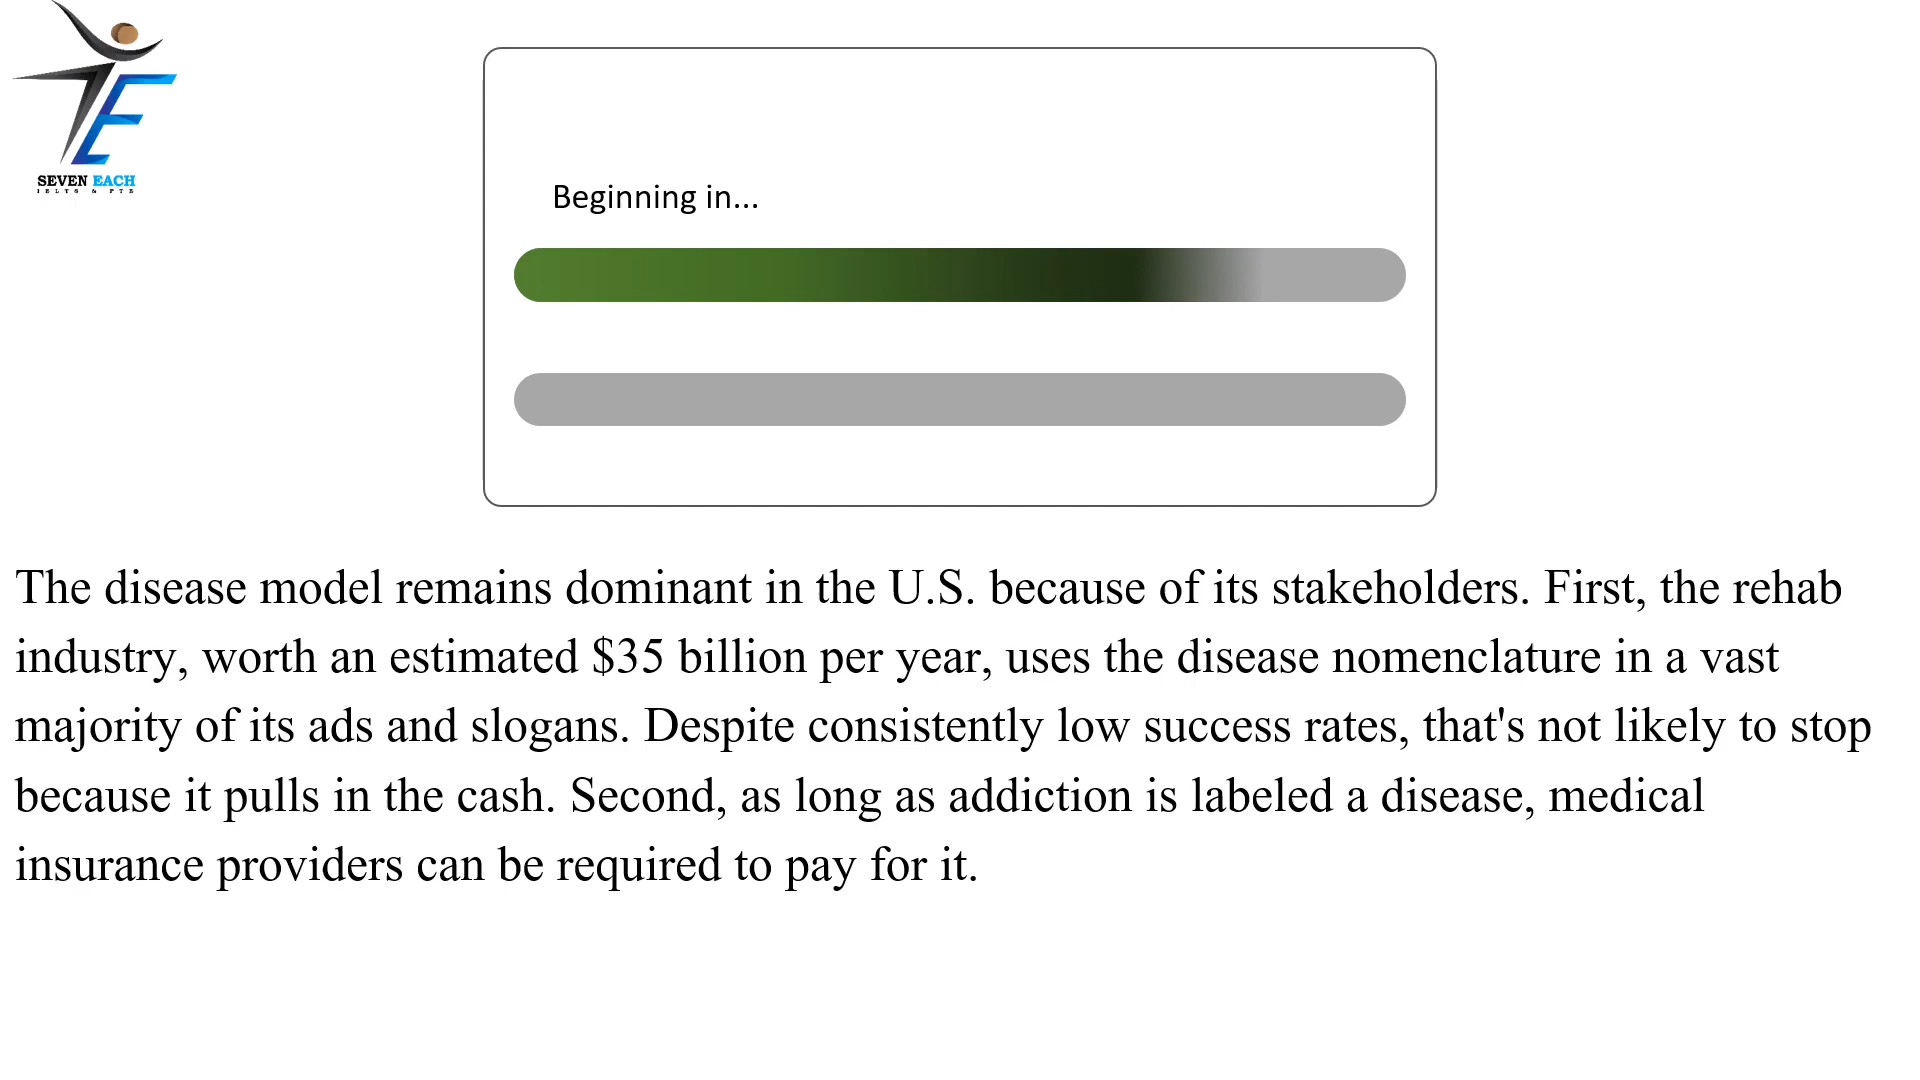 SEVEN EACH
IELTS & PTE
Beginning in...
The disease model remains dominant in the U.S. because of its stakeholders. First, the rehab
industry, worth an estimated $35 billion per year, uses the disease nomenclature in a vast
majority of its ads and slogans. Despite consistently low success rates, that's not likely to stop
because it pulls in the cash. Second, as long as addiction is labeled a disease, medical
insurance providers can be required to pay for it.